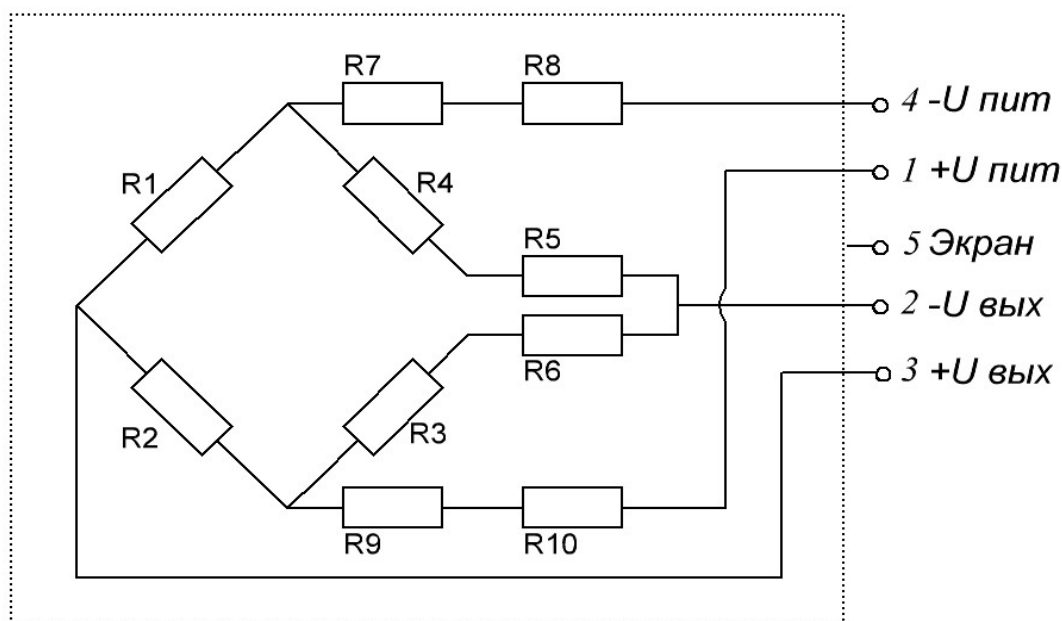 R7
R8
4 -U пит
R1
R4
1 +U пит
R5
5 Экран
2 -U вых
R6
3 +U вых
R2
R3
R9
R10